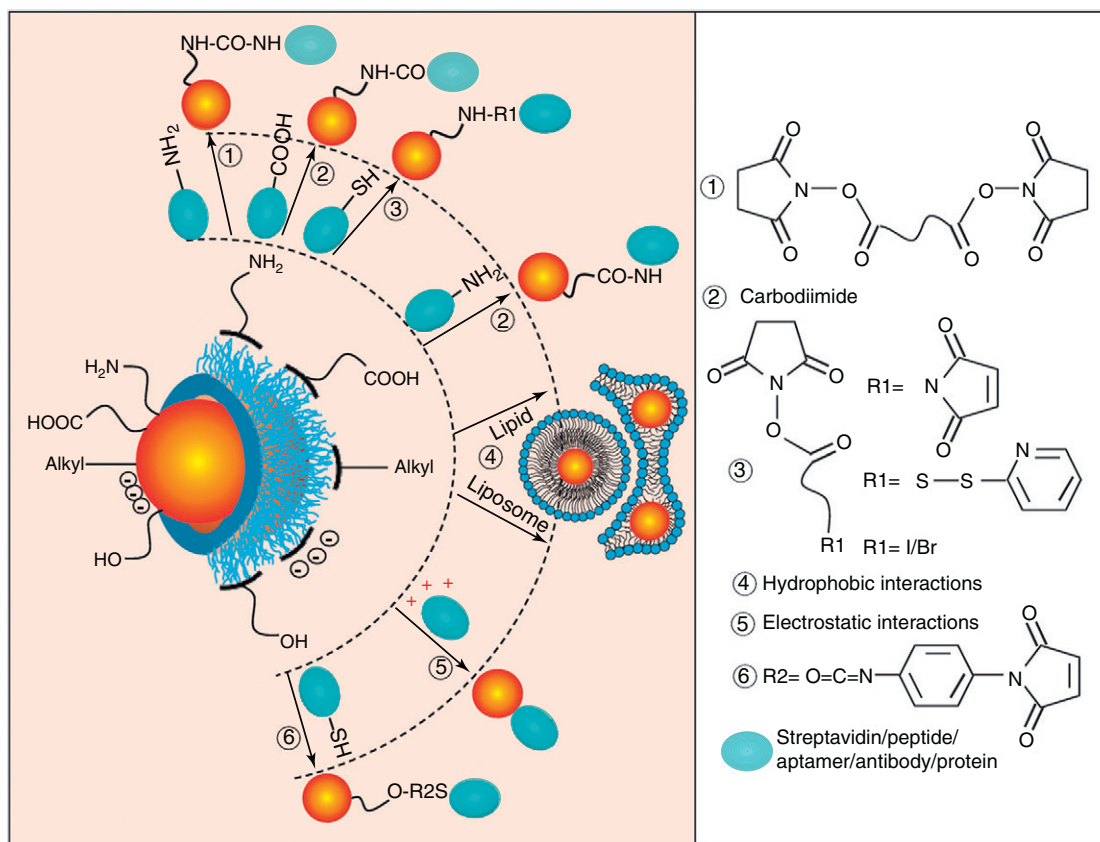 NH-CO-NH
NH-CO
NH-R1
NH2
COOH
SH
①
②
③
NH2
CO-NH
NH2
②
H2N
COOH
HOOC
Alkyl
Alkyl
Lipid
④
Liposome
HO
OH
+ + +
⑤
SH
⑥
O-R2S
①
O O
N O O N
O O O O
② Carbodiimide
O N O
O
O
③
R1
R1= N O O
R1= S S N
R1= I/Br
④ Hydrophobic interactions
⑤ Electrostatic interactions
⑥ R2= O=C=N N O O
Streptavidin/peptide/
aptamer/antibody/protein